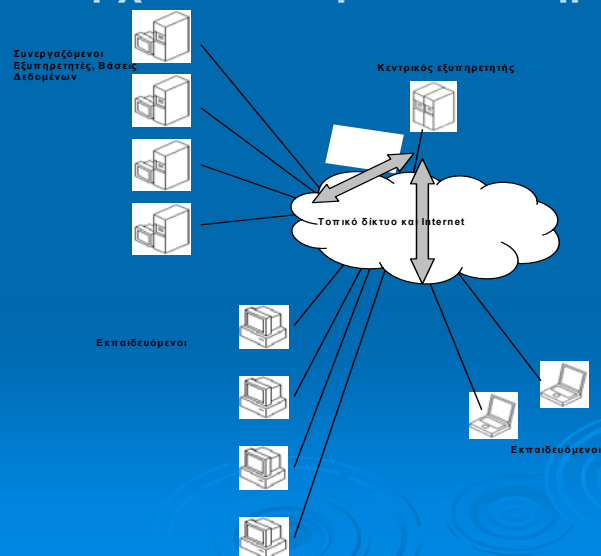 Συνεργαζόμενοι
Εξυπηρετητές, Βάσεις
Δεδομένων
Κεντρικός εξυπηρετητής
Τοπικό δίκτυο και Internet
Εκπαιδευόμενοι
Εκπαιδευόμενοι